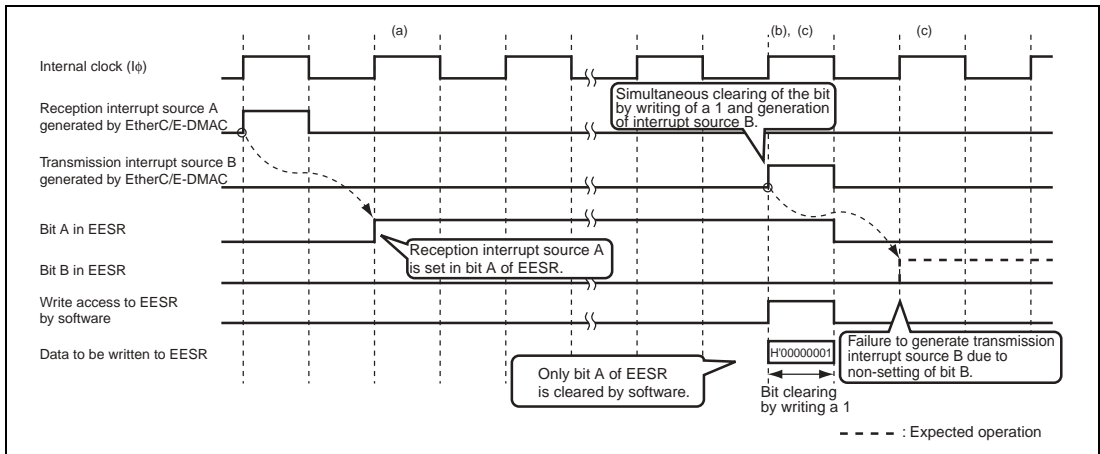 (a)
(b), (c)
(c)
Internal clock (Iϕ)
Simultaneous clearing of the bit
by writing of a 1 and generation
of interrupt source B.
Reception interrupt source A
generated by EtherC/E-DMAC
Transmission interrupt source B
generated by EtherC/E-DMAC
Bit A in EESR
Reception interrupt source A
is set in bit A of EESR.
Bit B in EESR
Write access to EESR
by software
Failure to generate transmission
interrupt source B due to
non-setting of bit B.
Data to be written to EESR
H'00000001
Only bit A of EESR
is cleared by software.
Bit clearing
by writing a 1
: Expected operation